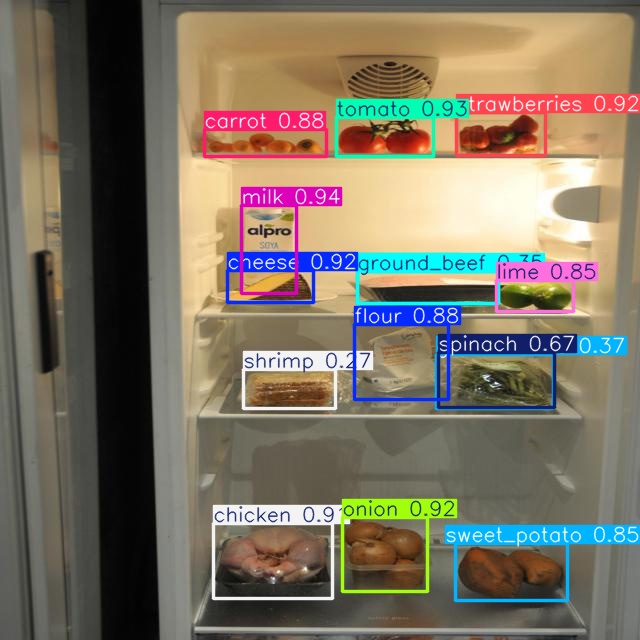 carrot 0.88
tomato 0.93
trawberries 0.92
milk 0.94
alpro
SOYA
cheese 0.92
ground_beef 0.35
lime 0.85
flour 0.88
spinach 0.67
0.37
shrimp 0.27
chicken 0.9
onion 0.92
sweet_potato 0.85